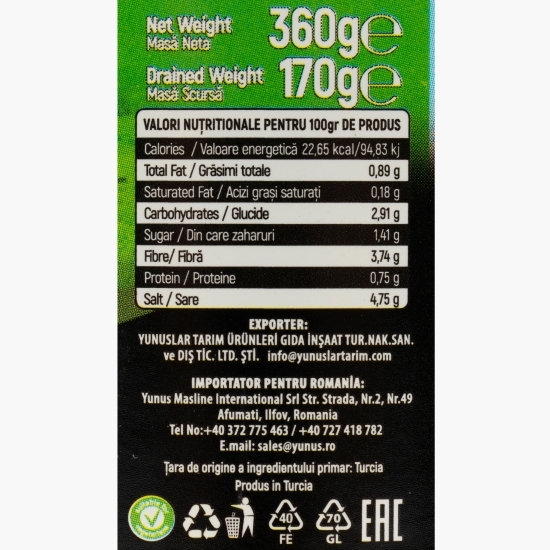 Net Weight 360g℮
Masă Neta
Drained Weight 170g℮
Masă Scursă
VALORI NUȚRITIONALE PENTRU 100gr DE PRODUS
Calories / Valoare energetică 22,65 kcal/94,83 kj
Total Fat / Grăsimi totale 0,89 g
Saturated Fat / Acizi grași saturați 0,18 g
Carbohydrates / Glucide 2,91 g
Sugar / Din care zaharuri 1,41 g
Fibre/ Fibră 3,74 g
Protein / Proteine 0,75 g
Salt / Sare 4,75 g
EXPORTER:
YUNUSLAR TARIM ÜRÜNLERİ GIDA İNŞAAT TUR.NAK.SAN.
ve DIŞ TİC. LTD. ŞTİ. info@yunuslartarim.com
IMPORTATOR PENTRU ROMANIA:
Yunus Masline International Srl Str. Strada, Nr.2, Nr.49
Afumati, Ilfov, Romania
Tel No:+40 372 775 463 / +40 727 418 782
E.mail: sales@yunus.ro
Țara de origine a ingredientului primar: Turcia
Produs in Turcia
40 70 EAC
FE GL